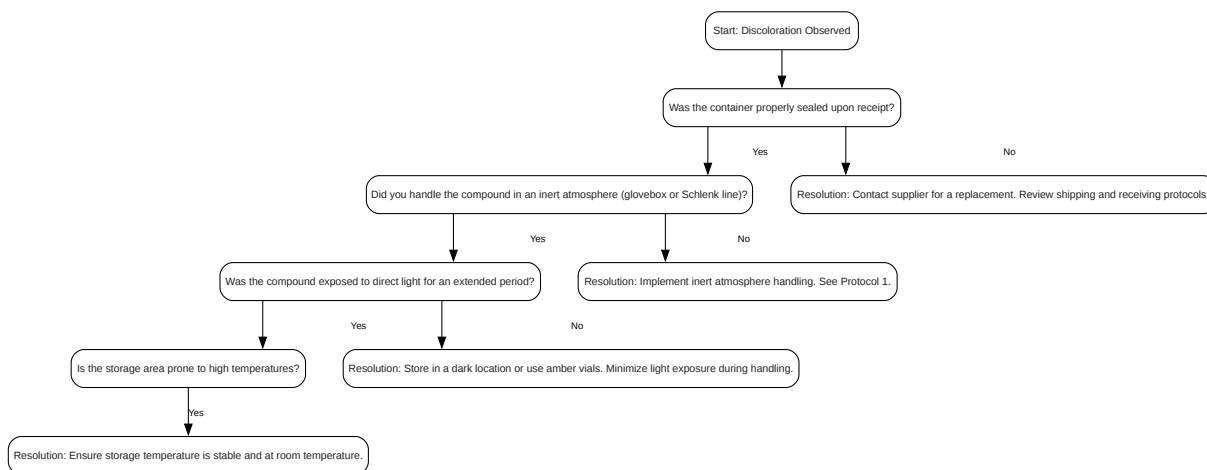 Start: Discoloration Observed
Was the container properly sealed upon receipt?
Yes
No
Did you handle the compound in an inert atmosphere (glovebox or Schlenk line)?
Resolution: Contact supplier for a replacement. Review shipping and receiving protocols
Yes
No
Was the compound exposed to direct light for an extended period?
Resolution: Implement inert atmosphere handling. See Protocol 1.
Yes
No
Is the storage area prone to high temperatures?
Resolution: Store in a dark location or use amber vials. Minimize light exposure during handling.
Yes
Resolution: Ensure storage temperature is stable and at room temperature.